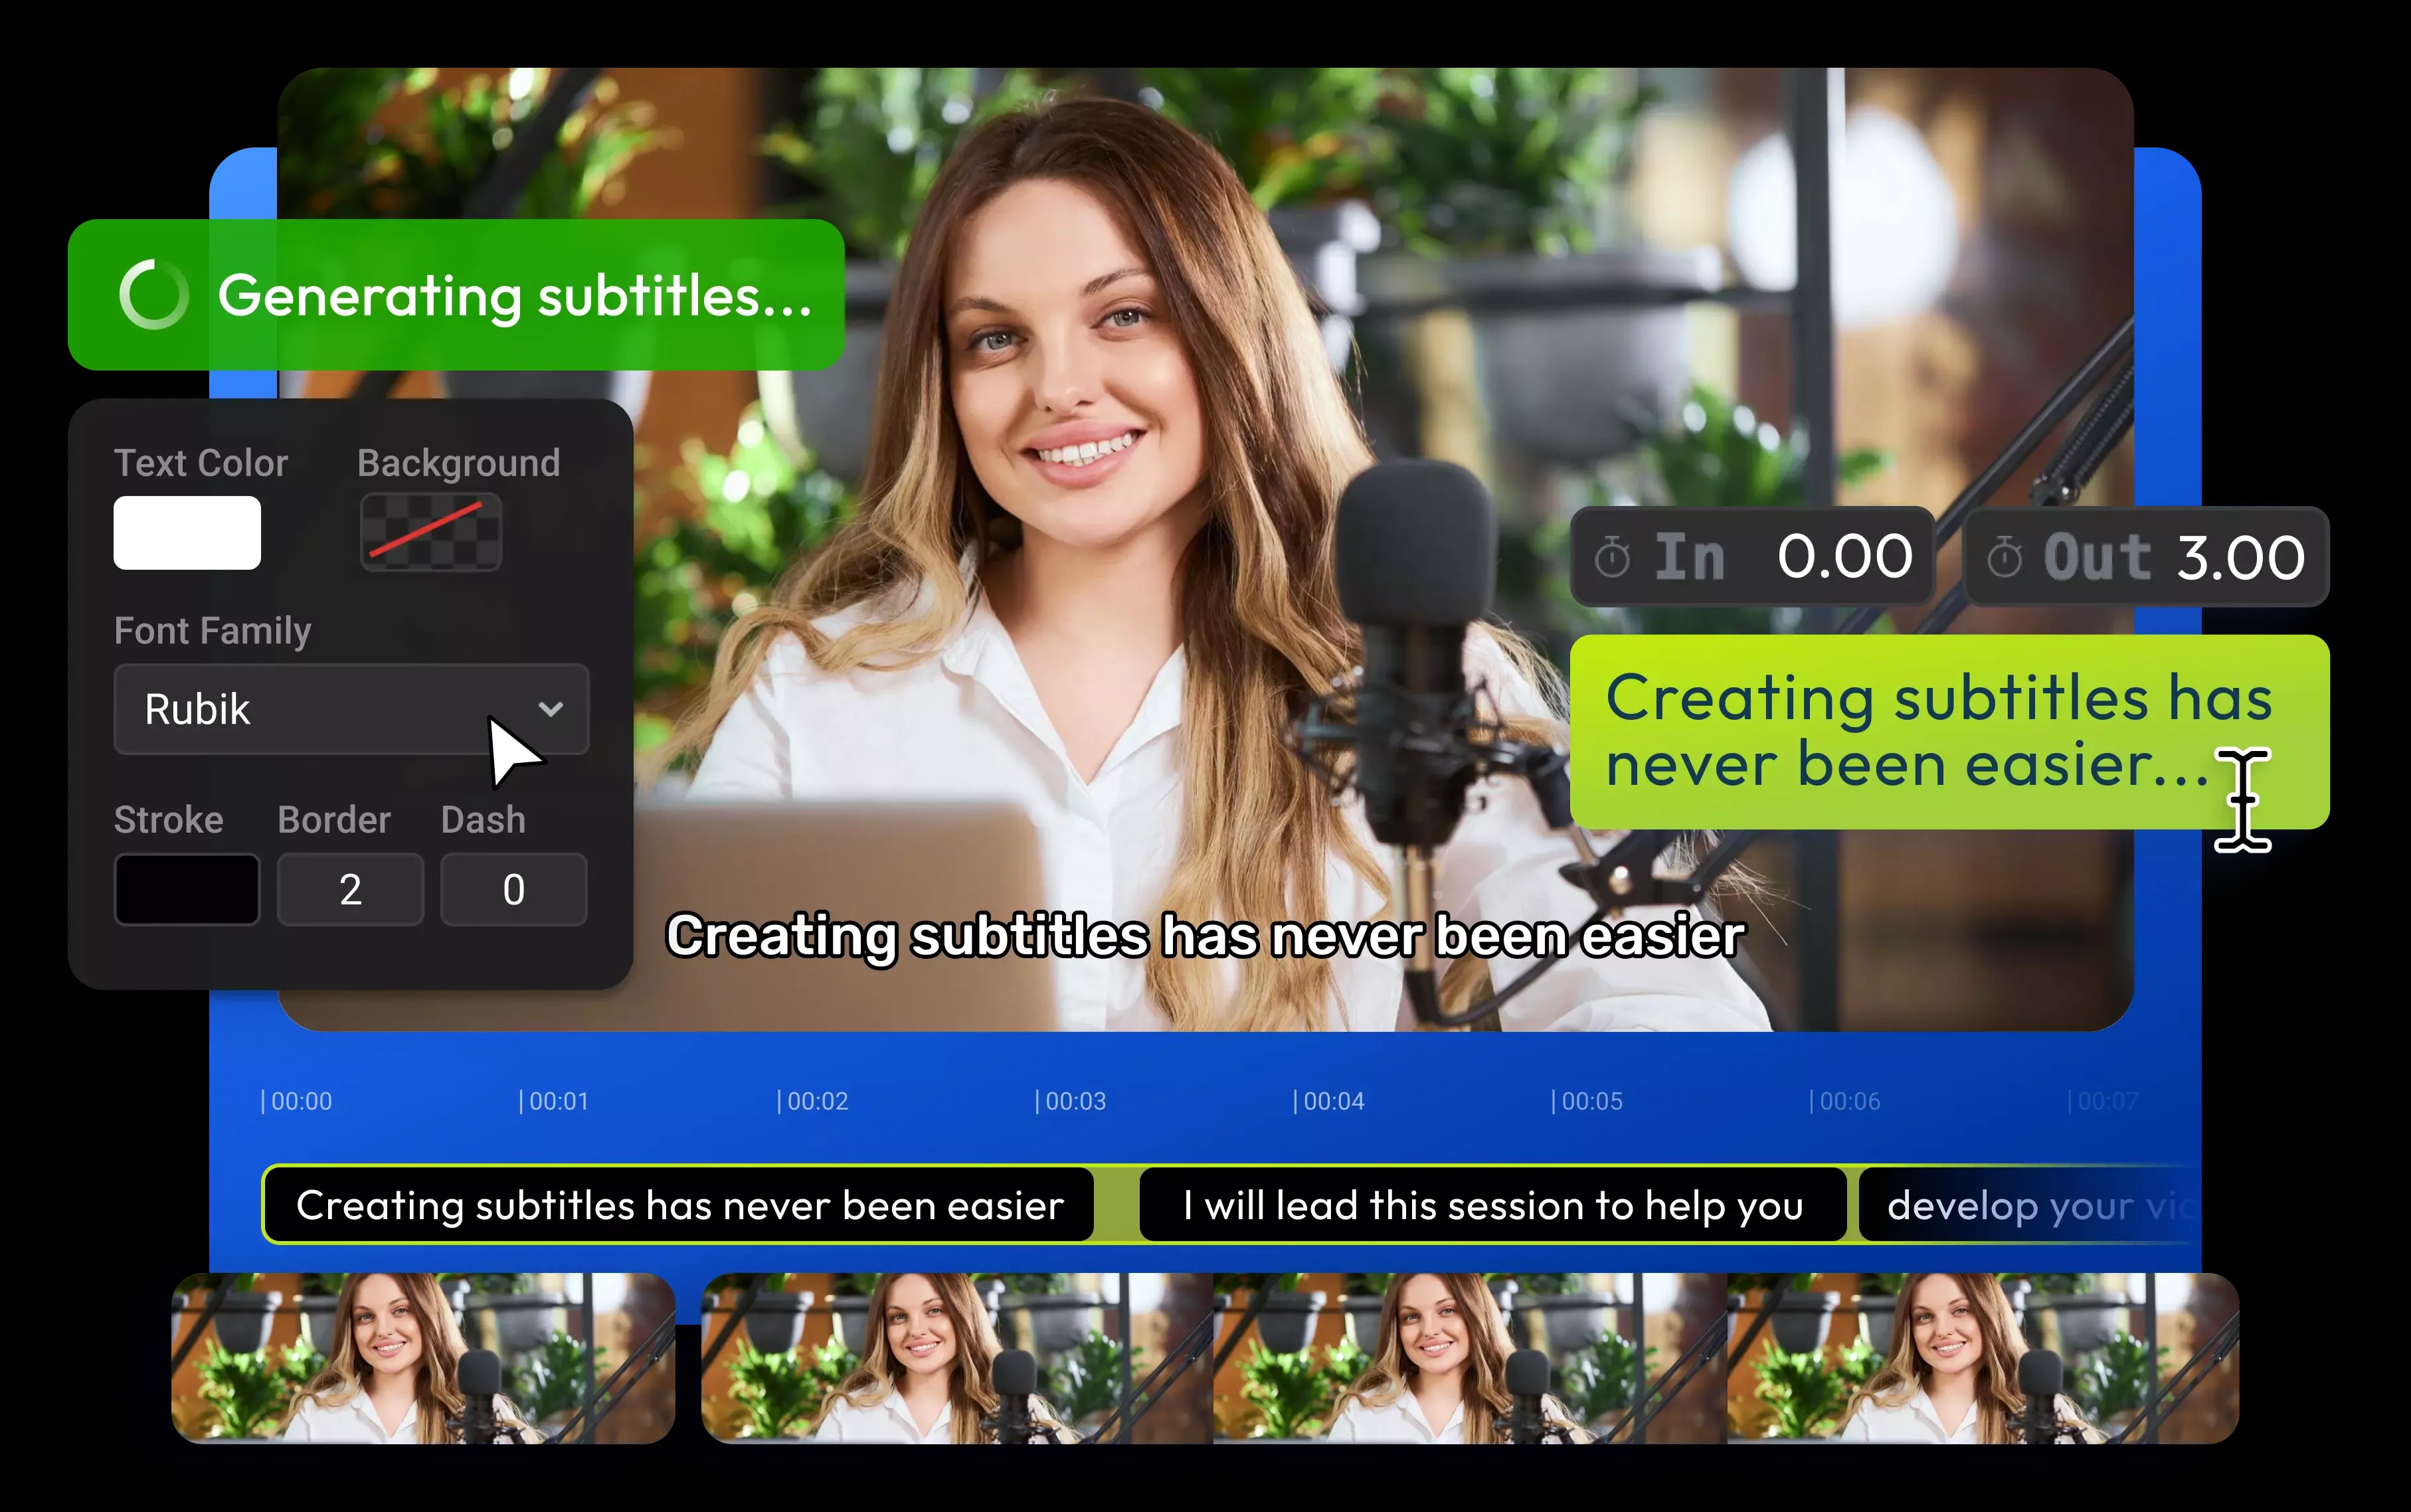 Generating subtitles...
Text Color Background
Font Family
Rubik
Stroke Border Dash
2 0
In 0.00 Out 3.00
Creating subtitles has
never been easier...
Creating subtitles has never been easier
00:00 00:01 00:02 00:03 00:04 00:05 00:06 00:07
Creating subtitles has never been easier I will lead this session to help you develop your